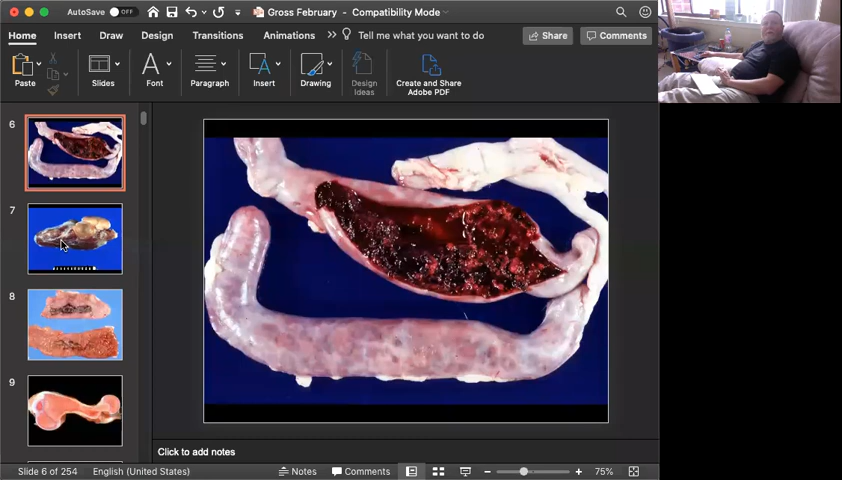 AutoSave OFF
Gross February - Compatibility Mode
Home Insert Draw Design Transitions Animations Tell me what you want to do Share Comments
Paste Slides Font Paragraph Insert Drawing Design Ideas Create and Share Adobe PDF
6
7
8
9
Click to add notes
Slide 6 of 254 English (United States) Notes Comments 75%